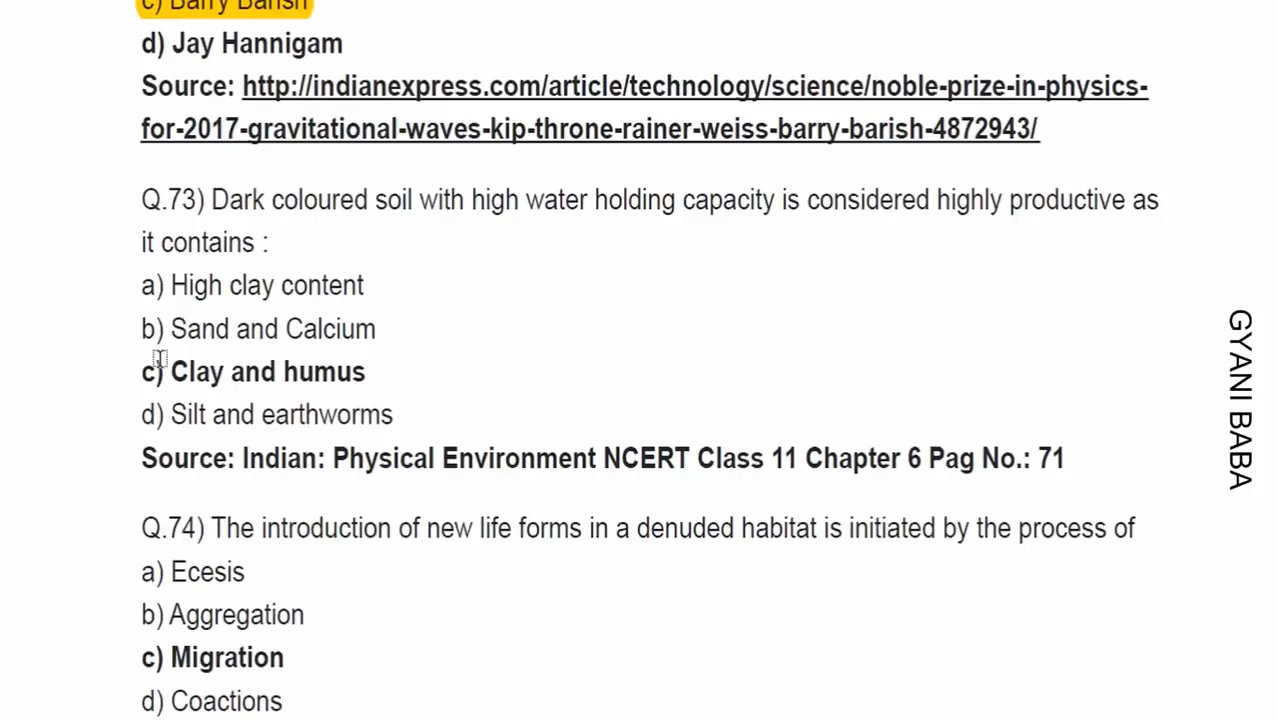 c) Barry Barish
d) Jay Hannigam
Source: http://indianexpress.com/article/technology/science/noble-prize-in-physics-
for-2017-gravitational-waves-kip-throne-rainer-weiss-barry-barish-4872943/
Q.73) Dark coloured soil with high water holding capacity is considered highly productive as
it contains :
a) High clay content
b) Sand and Calcium
c) Clay and humus
d) Silt and earthworms
Source: Indian: Physical Environment NCERT Class 11 Chapter 6 Pag No.: 71
Q.74) The introduction of new life forms in a denuded habitat is initiated by the process of
a) Ecesis
b) Aggregation
c) Migration
d) Coactions
GYANI BABA